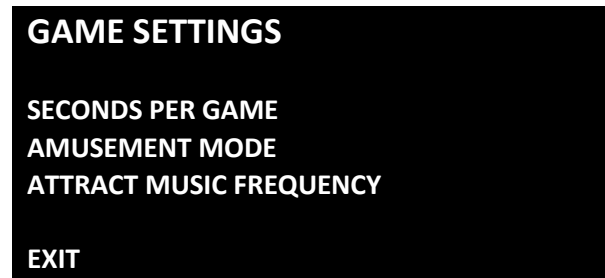 GAME SETTINGS
SECONDS PER GAME
AMUSEMENT MODE
ATTRACT MUSIC FREQUENCY
EXIT